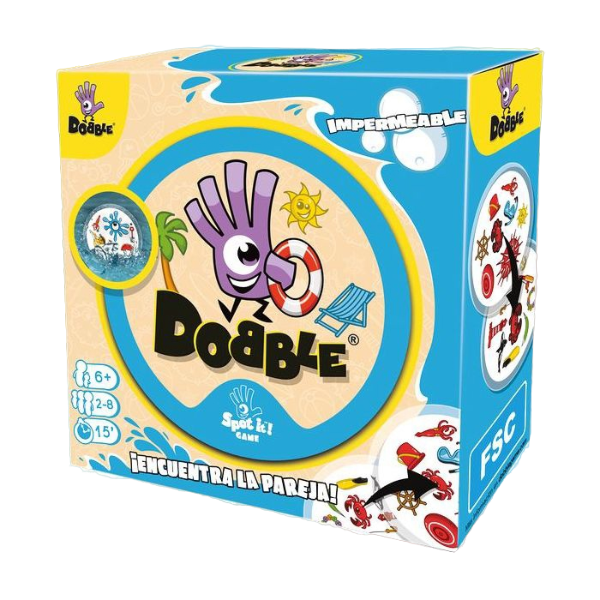 DOBBLE®
IMPERMEABLE
DOBBLE
DOBBLE®
6+
2-8
15'
Spot it!
GAME
¡ENCUENTRA LA PAREJA!
FSC